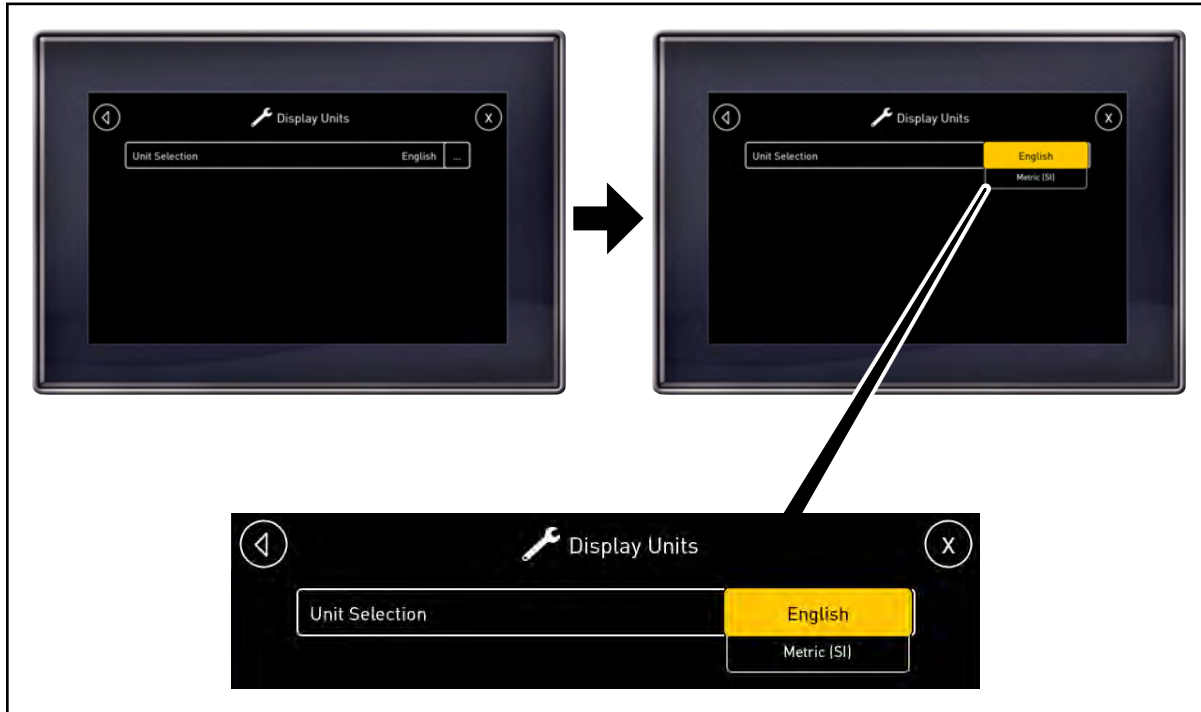 Display Units
X
Unit Selection English ...
Display Units
X
Unit Selection English
Metric (SI)
Display Units
X
Unit Selection English
Metric (SI)